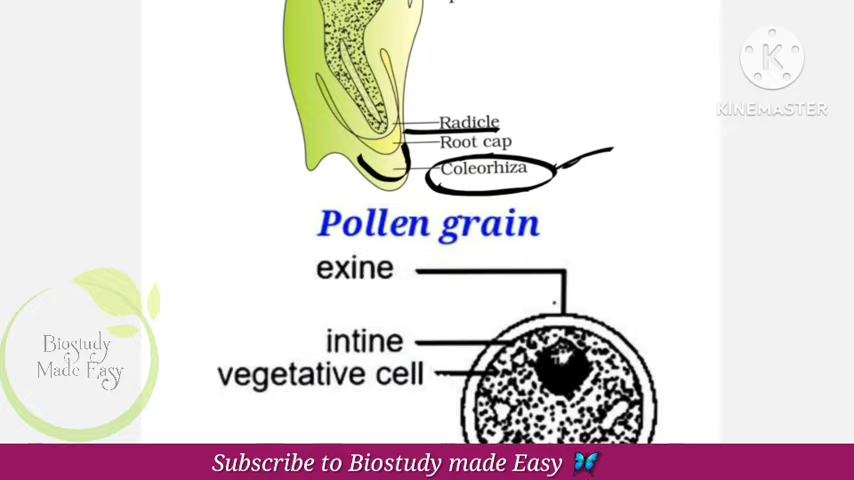 Radicle
Root cap
Coleorhiza
K
KINEMASTER
Pollen grain
exine
intine
vegetative cell
Biostudy
Made Easy
Subscribe to Biostudy made Easy 🦋